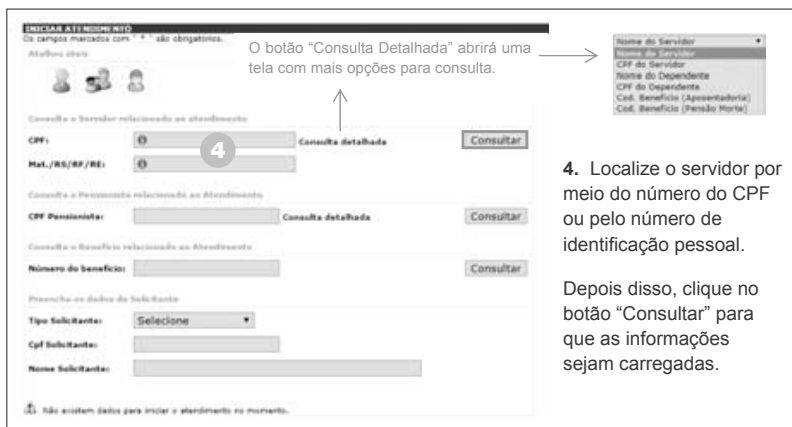 INICIAR ATENDIMENTO
Os campos marcados com " * " são obrigatórios.
Atalhos úteis
O botão “Consulta Detalhada” abrirá uma
tela com mais opções para consulta.
Nome do Servidor
Nome do Servidor
CPF do Servidor
Nome do Dependente
CPF do Dependente
Cod. Benefício (Aposentadoria)
Cod. Benefício (Pensão Morte)
Consulta o Servidor relacionado ao atendimento
CPF:
4
Consulta detalhada
Consultar
Mat./RS/RF/RE:
Consulta o Pensionista relacionado ao Atendimento
CPF Pensionista:
Consulta detalhada
Consultar
Consulta o Benefício relacionado ao Atendimento
Número do benefício:
Consultar
Preencha os dados do Solicitante
Tipo Solicitante:
Selecione
Cpf Solicitante:
Nome Solicitante:
Não existem dados para iniciar o atendimento no momento.
4. Localize o servidor por
meio do número do CPF
ou pelo número de
identificação pessoal.
Depois disso, clique no
botão “Consultar” para
que as informações
sejam carregadas.